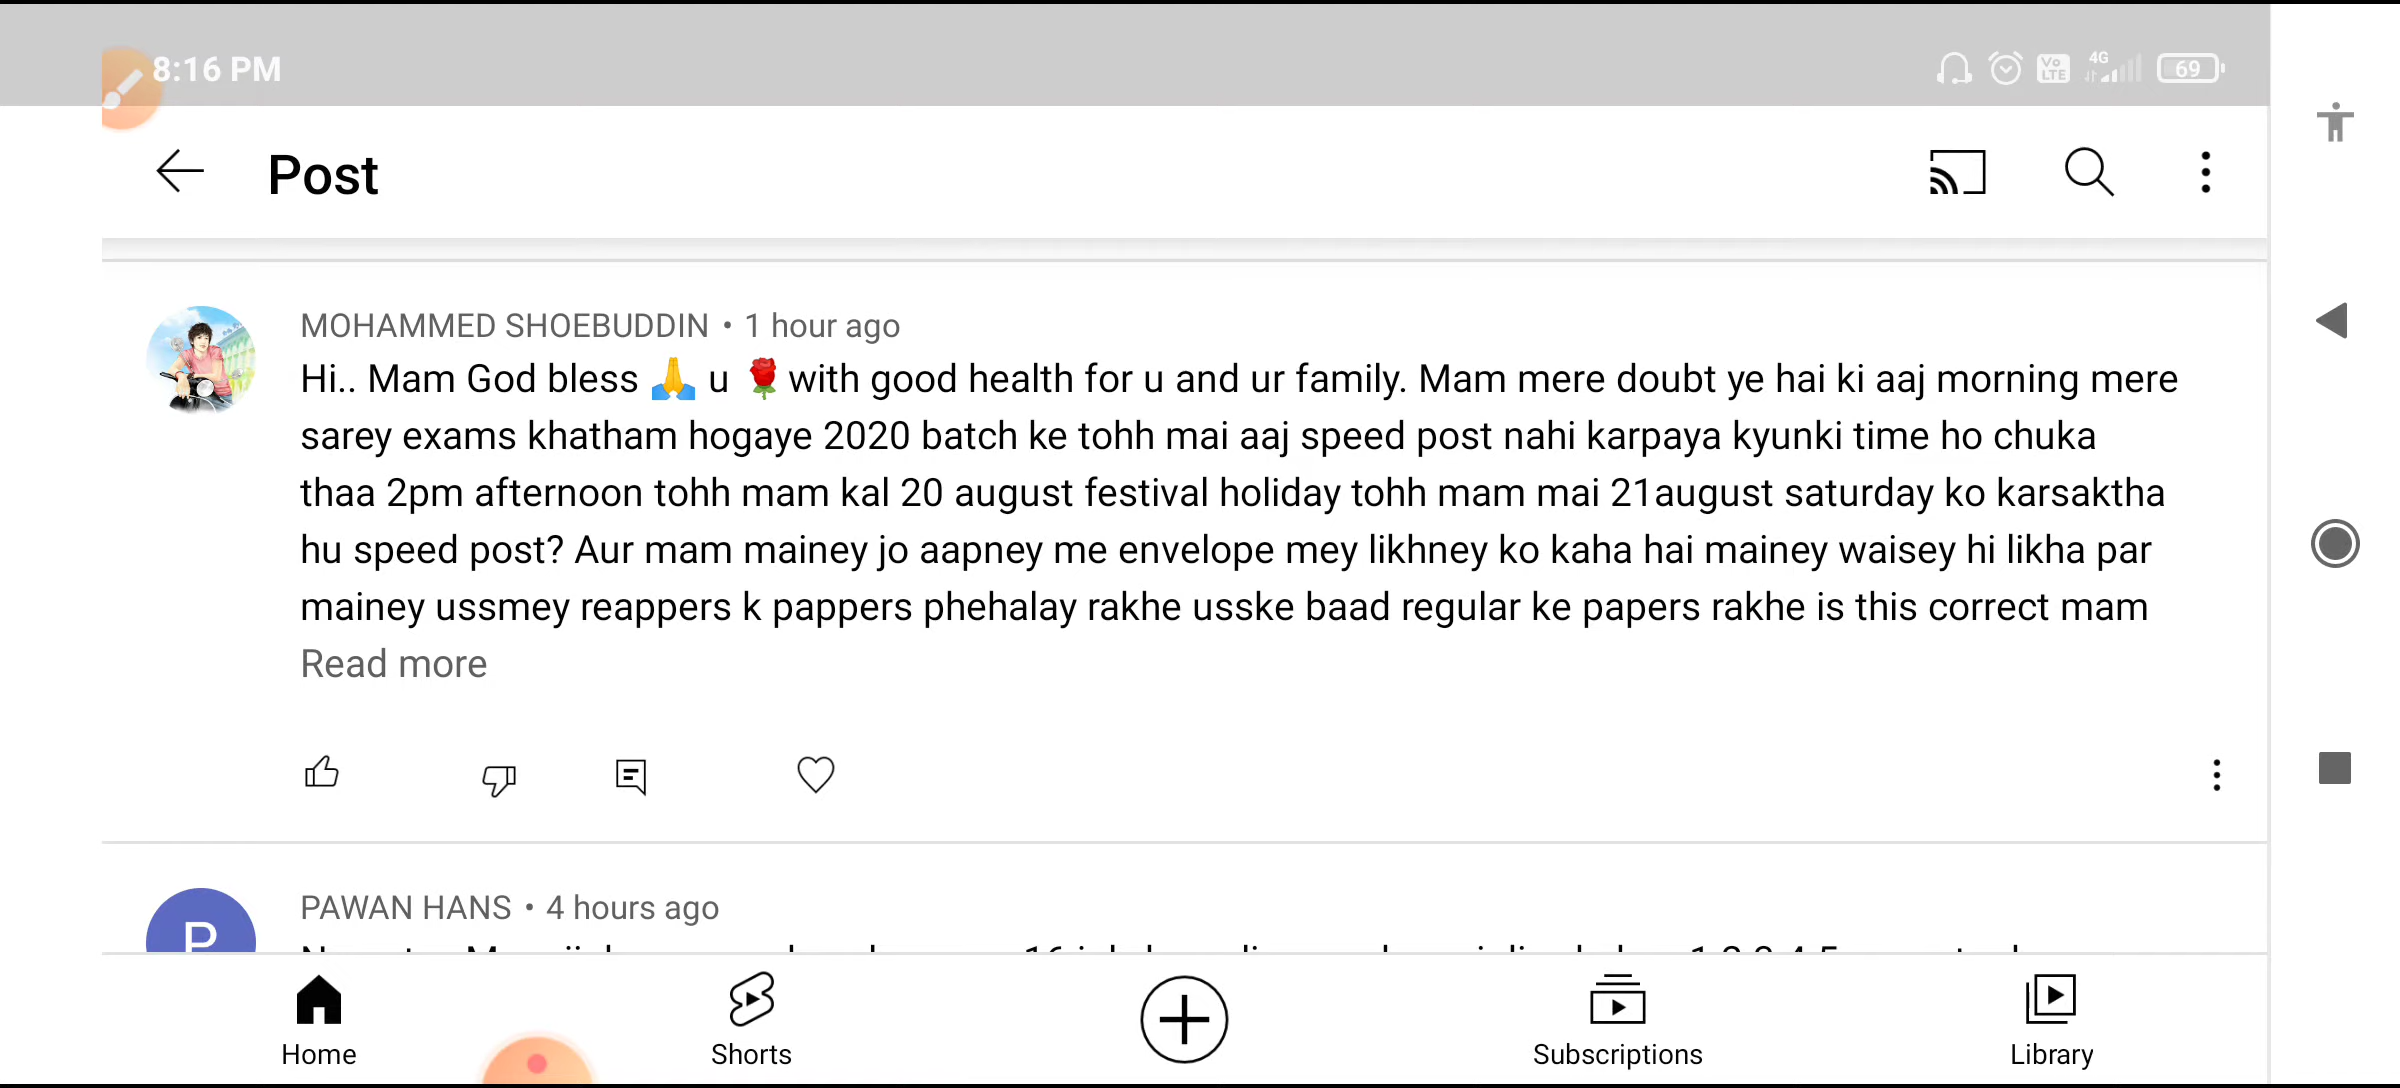 8:16 PM
Vo LTE 4G 69
Post
MOHAMMED SHOEBUDDIN • 1 hour ago
Hi.. Mam God bless 🙏 u 🌹with good health for u and ur family. Mam mere doubt ye hai ki aaj morning mere
sarey exams khatham hogaye 2020 batch ke tohh mai aaj speed post nahi karpaya kyunki time ho chuka
thaa 2pm afternoon tohh mam kal 20 august festival holiday tohh mam mai 21august saturday ko karsaktha
hu speed post? Aur mam mainey jo aapney me envelope mey likhney ko kaha hai mainey waisey hi likha par
mainey ussmey reappers k pappers phehalay rakhe usske baad regular ke papers rakhe is this correct mam
Read more
PAWAN HANS • 4 hours ago
P
Home Shorts Subscriptions Library